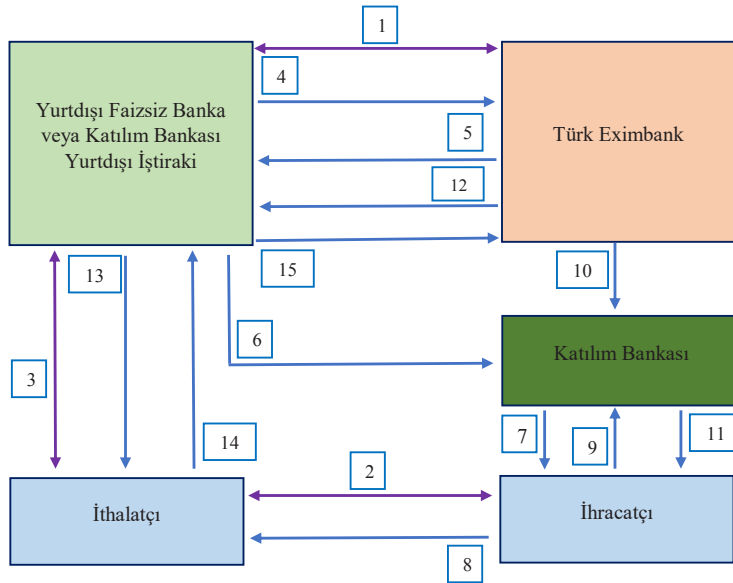 1
4
Yurtdışı Faizsiz Banka
veya Katılım Bankası
Yurtdışı İştiraki
5
Türk Eximbank
12
13
15
10
6
Katılım Bankası
3
14
7
9
11
2
İthalatçı
İhracatçı
8